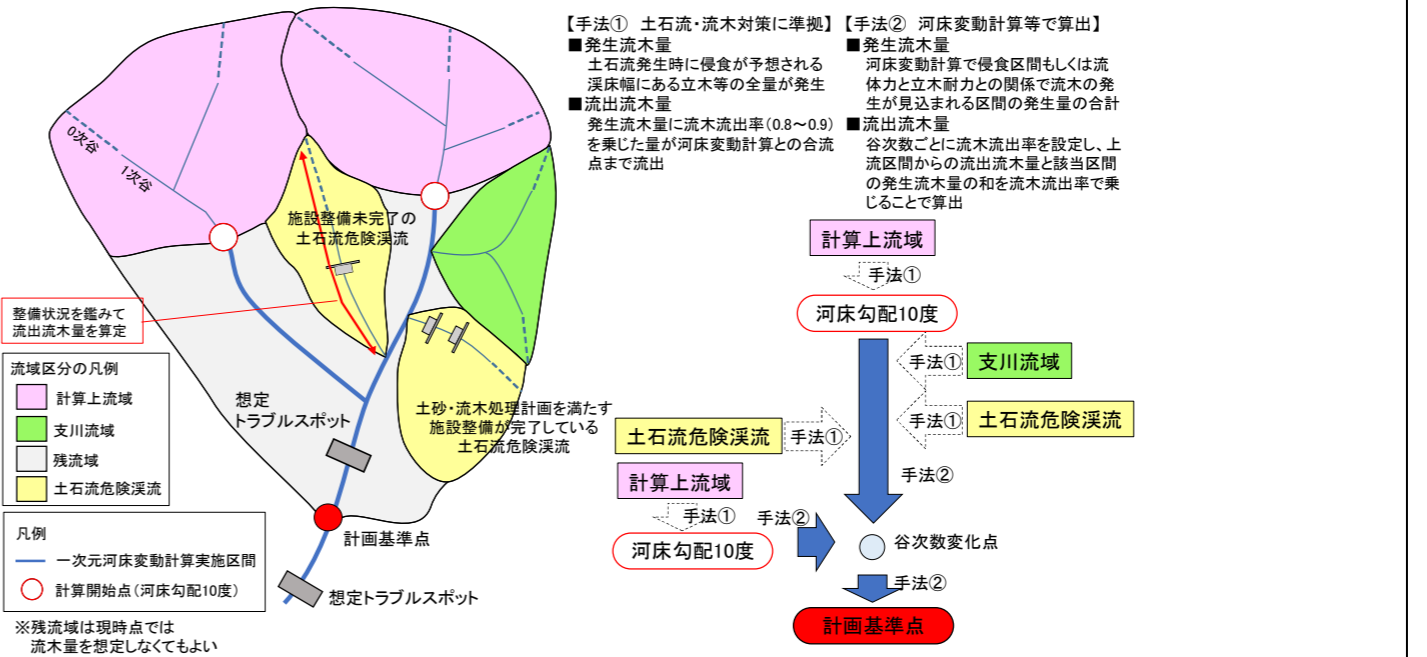 【手法① 土石流・流木対策に準拠】
■発生流木量
土石流発生時に侵食が予想される
渓床幅にある立木等の全量が発生
■流出流木量
発生流木量に流木流出率(0.8～0.9)
を乗じた量が河床変動計算との合流
点まで流出
【手法② 河床変動計算等で算出】
■発生流木量
河床変動計算で侵食区間もしくは流
体力と立木耐力との関係で流木の発
生が見込まれる区間の発生量の合計
■流出流木量
谷次数ごとに流木流出率を設定し、上
流区間からの流出流木量と該当区間
の発生流木量の和を流木流出率で乗
じることで算出
0次谷
1次谷
施設整備未完了の
土石流危険渓流
整備状況を鑑みて
流出流木量を算定
流域区分の凡例
計算上流域
支川流域
残流域
土石流危険渓流
想定
トラブルスポット
土砂・流木処理計画を満たす
施設整備が完了している
土石流危険渓流
凡例
一次元河床変動計算実施区間
計算開始点(河床勾配10度)
計画基準点
想定トラブルスポット
※残流域は現時点では
流木量を想定しなくてもよい
計算上流域
手法①
河床勾配10度
手法①
支川流域
手法①
土石流危険渓流
土石流危険渓流
手法①
計算上流域
手法①
手法②
手法②
河床勾配10度
谷次数変化点
手法②
計画基準点